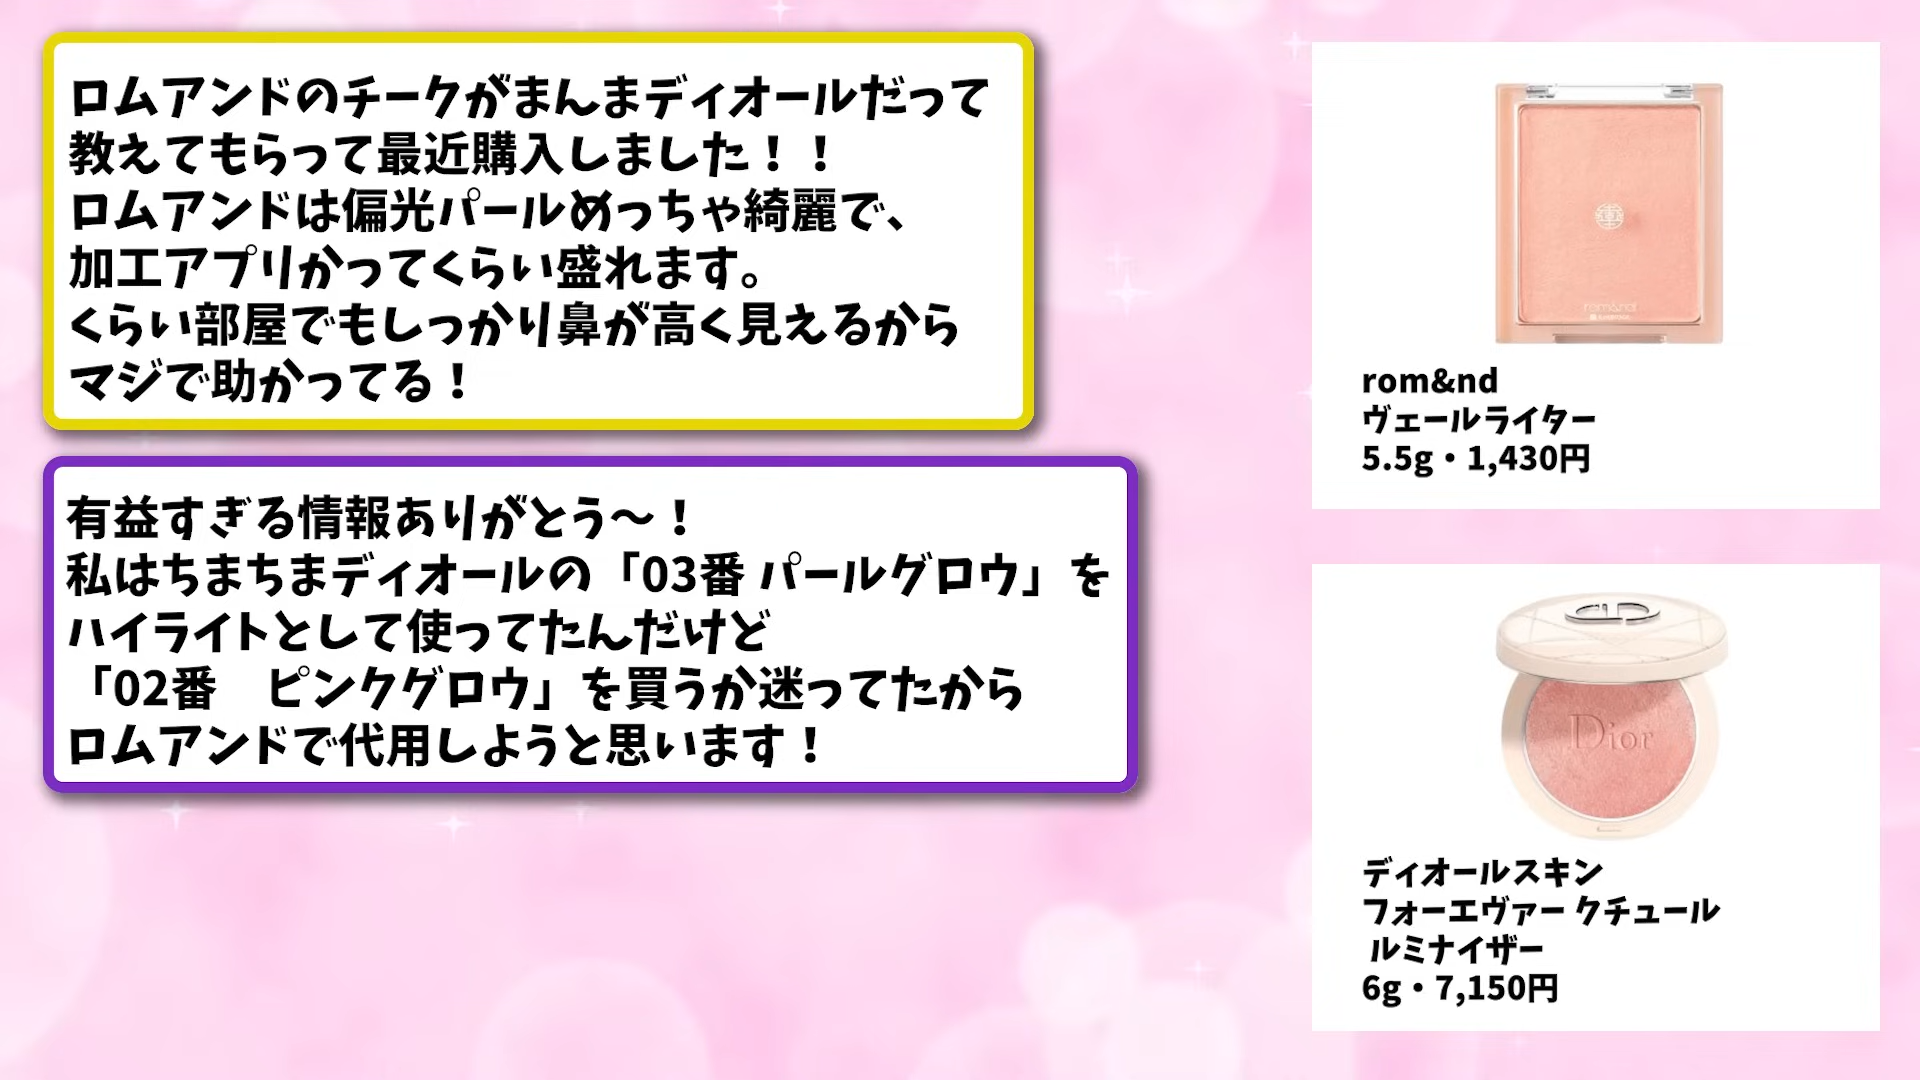 ロムアンドのチークがまんまディオールだって
教えてもらって最近購入しました！！
ロムアンドは偏光パールめっちゃ綺麗で、
加工アプリかってくらい盛れます。
くらい部屋でもしっかり鼻が高く見えるから
マジで助かってる！
有益すぎる情報ありがとう〜！
私はちまちまディオールの「03番 パールグロウ」を
ハイライトとして使ってたんだけど
「02番　ピンクグロウ」を買うか迷ってたから
ロムアンドで代用しようと思います！
rom&nd
rom&nd
ヴェールライター
5.5g・1,430円
Dior
ディオールスキン
フォーエヴァー クチュール
ルミナイザー
6g・7,150円